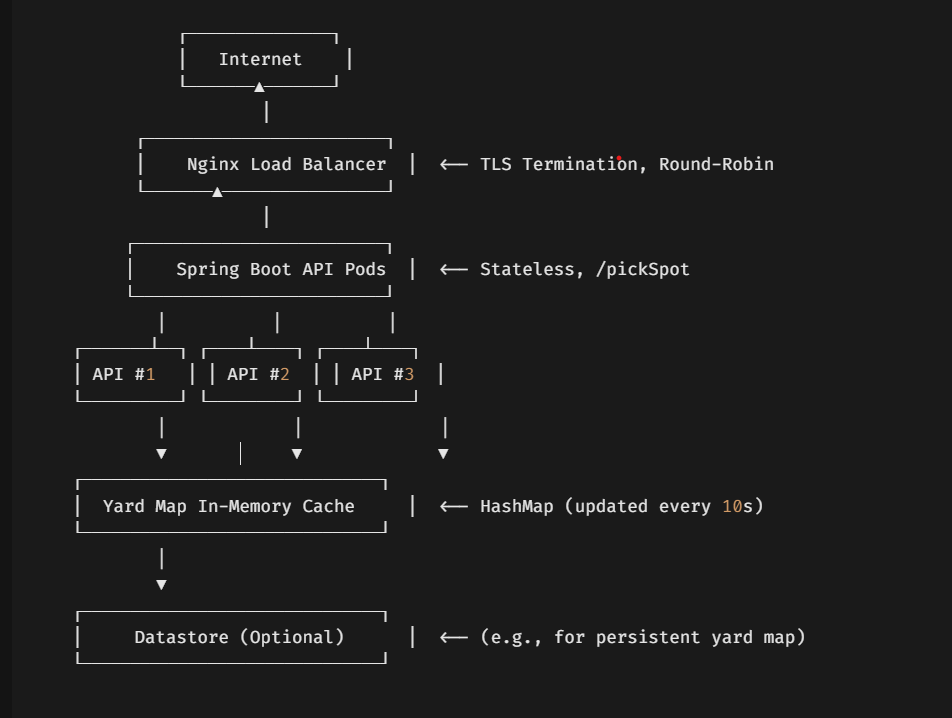 Internet
Nginx Load Balancer <-- TLS Termination, Round-Robin
Spring Boot API Pods <-- Stateless, /pickSpot
API #1 API #2 API #3
Yard Map In-Memory Cache <-- HashMap (updated every 10s)
Datastore (Optional) <-- (e.g., for persistent yard map)